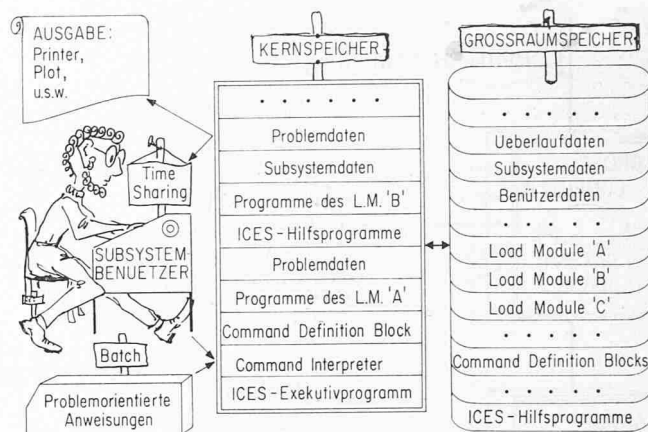 AUSGABE:
Printer,
Plot,
u.s.w.
Time
Sharing
SUBSYSTEM-
BENUETZER
Batch
Problemorientierte
Anweisungen
KERNSPEICHER
. . . . . .
Problemdaten
Subsystemdaten
Programme des L.M. 'B'
ICES-Hilfsprogramme
Problemdaten
Programme des L.M. 'A'
Command Definition Block
Command Interpreter
ICES-Exekutivprogramm
GROSSRAUMSPEICHER
. . . . .
Ueberlaufdaten
Subsystemdaten
Benützerdaten
. . . . .
Load Module 'A'
Load Module 'B'
Load Module 'C'
. . . . .
Command Definition Blocks
. . . . .
ICES-Hilfsprogramme